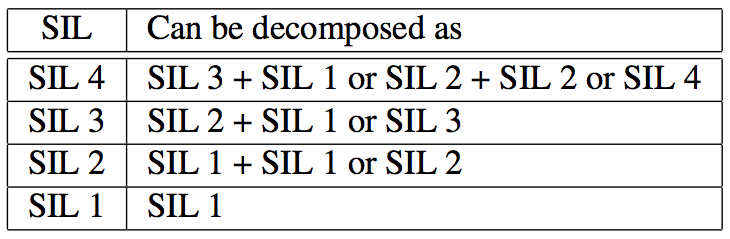 SIL Can be decomposed as
SIL 4 SIL 3 + SIL 1 or SIL 2 + SIL 2 or SIL 4
SIL 3 SIL 2 + SIL 1 or SIL 3
SIL 2 SIL 1 + SIL 1 or SIL 2
SIL 1 SIL 1